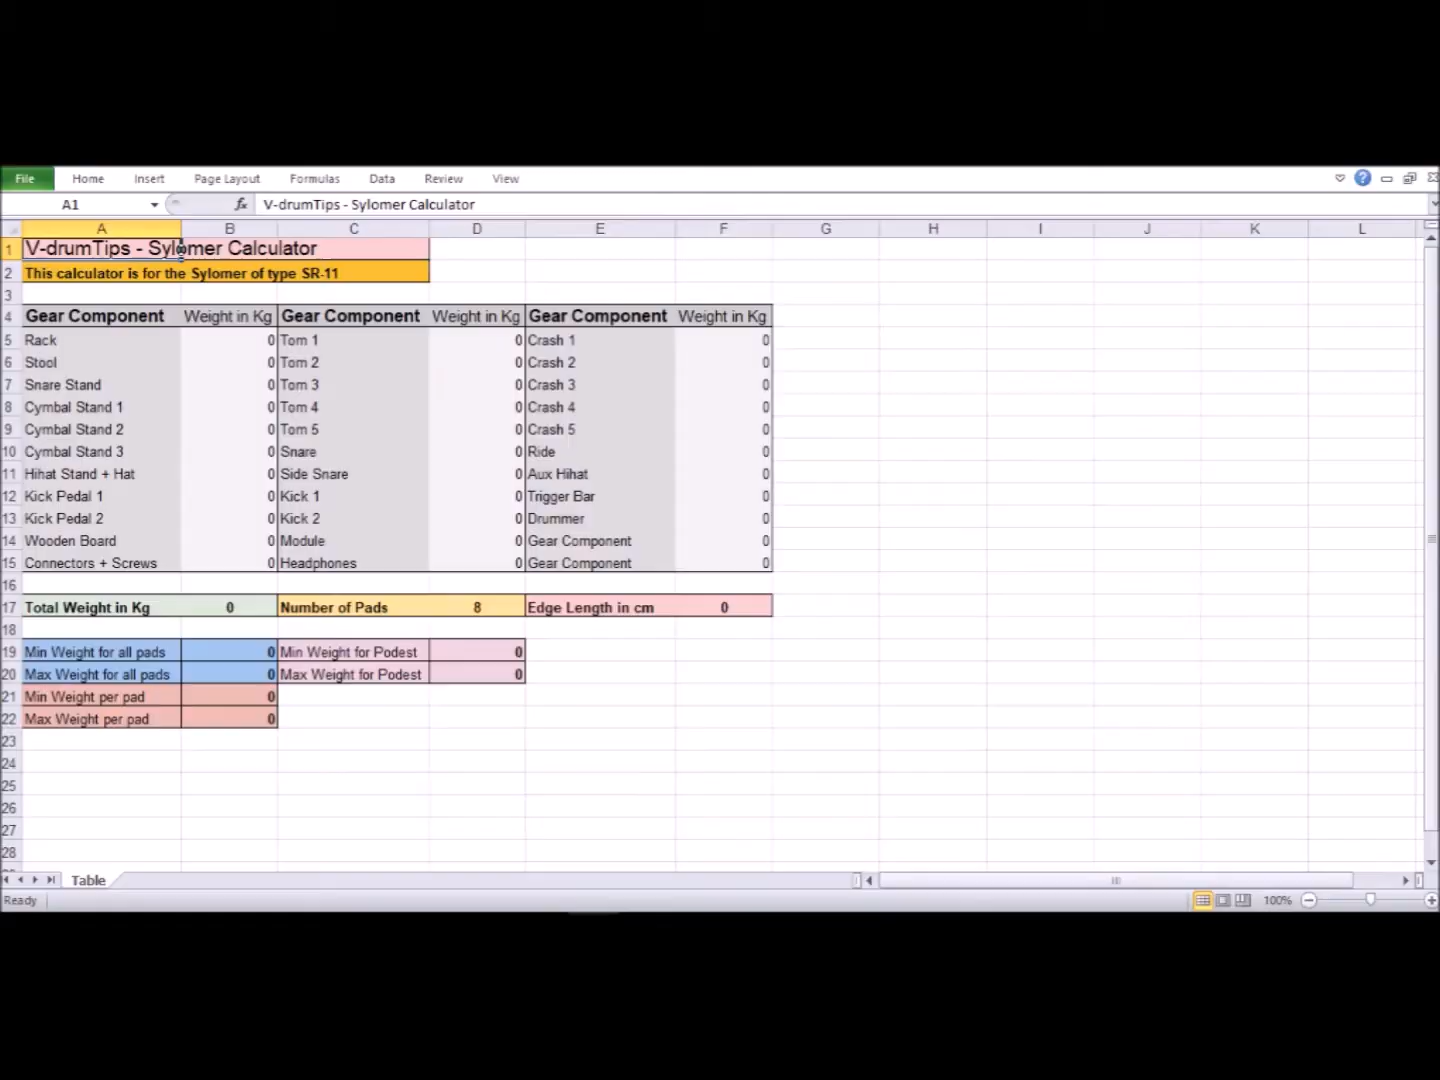 File Home Insert Page Layout Formulas Data Review View
A1 fx V-drumTips - Sylomer Calculator
A B C D E F G H I J K L
1 V-drumTips - Sylomer Calculator
2 This calculator is for the Sylomer of type SR-11
3
4 Gear Component Weight in Kg Gear Component Weight in Kg Gear Component Weight in Kg
5 Rack 0 Tom 1 0 Crash 1 0
6 Stool 0 Tom 2 0 Crash 2 0
7 Snare Stand 0 Tom 3 0 Crash 3 0
8 Cymbal Stand 1 0 Tom 4 0 Crash 4 0
9 Cymbal Stand 2 0 Tom 5 0 Crash 5 0
10 Cymbal Stand 3 0 Snare 0 Ride 0
11 Hihat Stand + Hat 0 Side Snare 0 Aux Hihat 0
12 Kick Pedal 1 0 Kick 1 0 Trigger Bar 0
13 Kick Pedal 2 0 Kick 2 0 Drummer 0
14 Wooden Board 0 Module 0 Gear Component 0
15 Connectors + Screws 0 Headphones 0 Gear Component 0
16
17 Total Weight in Kg 0 Number of Pads 8 Edge Length in cm 0
18
19 Min Weight for all pads 0 Min Weight for Podest 0
20 Max Weight for all pads 0 Max Weight for Podest 0
21 Min Weight per pad 0
22 Max Weight per pad 0
23
24
25
26
27
28
Table
Ready 100%